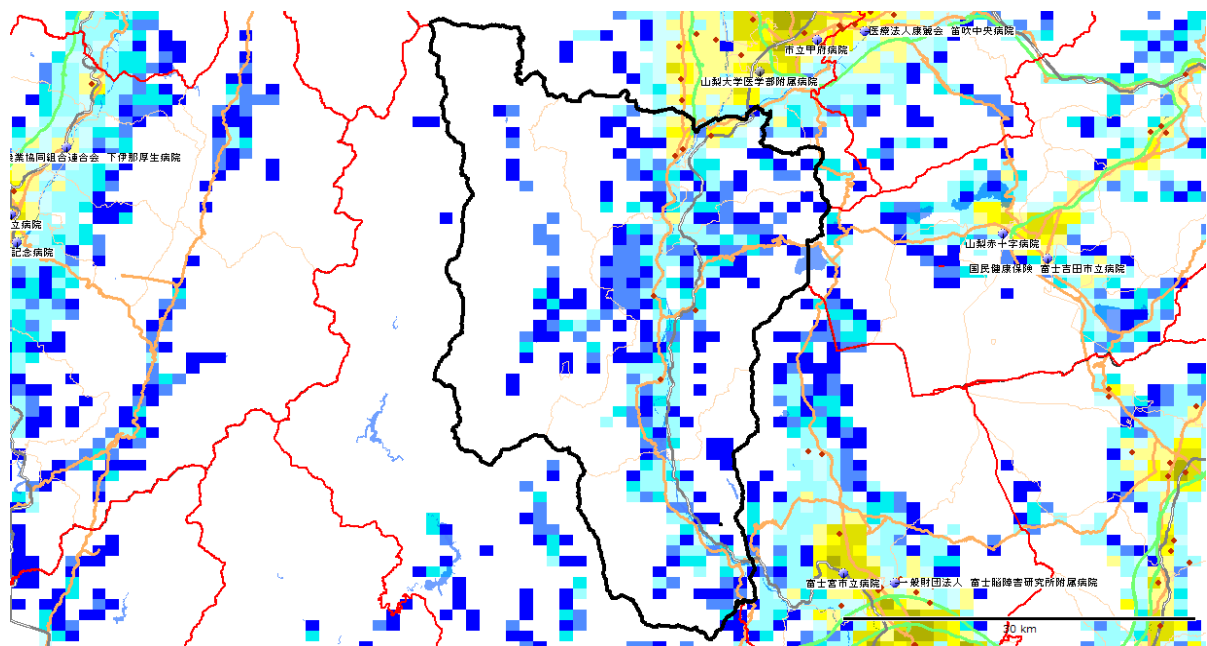 医療法人康麗会 笛吹中央病院
市立甲府病院
山梨大学医学部附属病院
業協同組合連合会 下伊那厚生病院
立病院
記念病院
山梨赤十字病院
国民健康保険 富士吉田市立病院
富士宮市立病院
一般財団法人 富士脳障害研究所附属病院
30 km